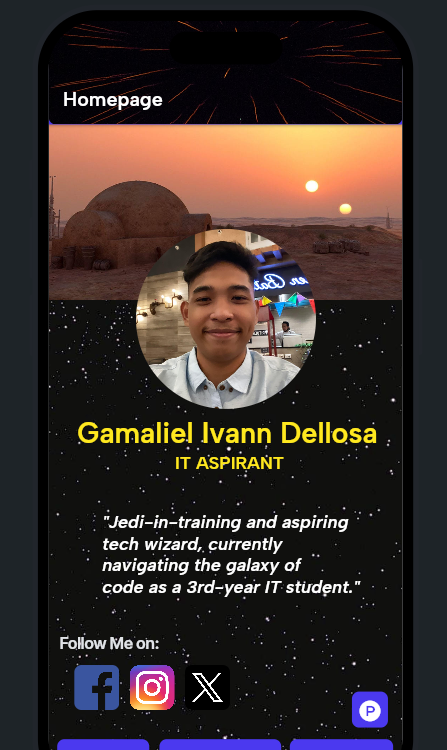 Homepage
Gamaliel Ivann Dellosa
IT ASPIRANT
"Jedi-in-training and aspiring
tech wizard, currently
navigating the galaxy of
code as a 3rd-year IT student."
Follow Me on:
P